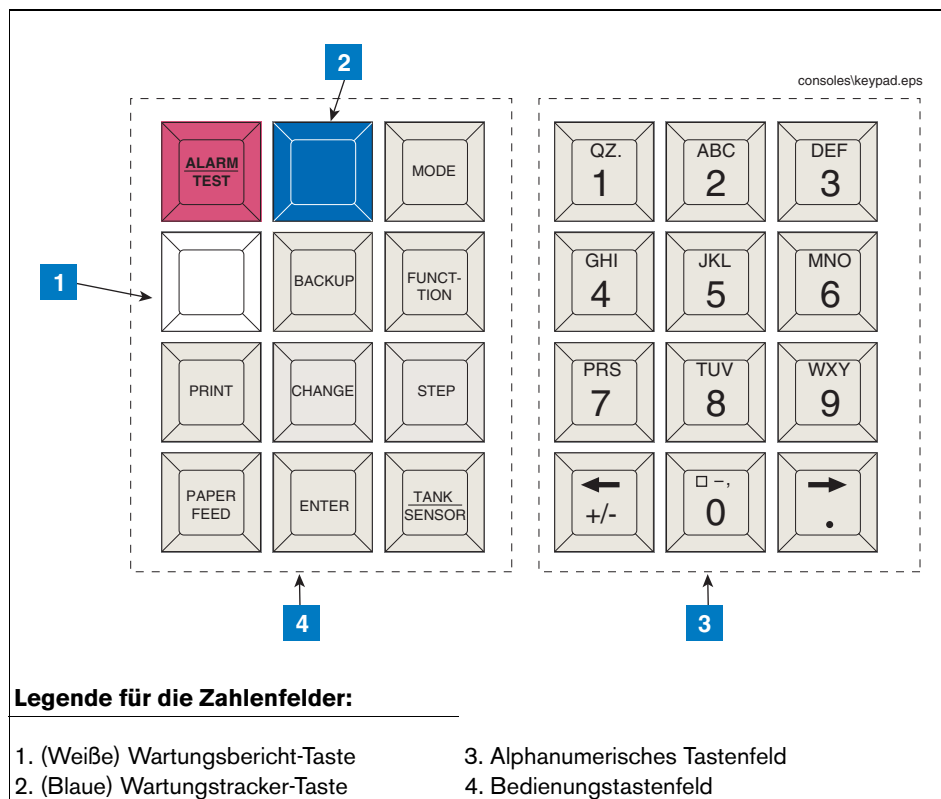 2
consoles\keypad.eps
ALARM TEST
MODE
QZ. 1
ABC 2
DEF 3
1
BACKUP
FUNCT-
TION
GHI 4
JKL 5
MNO 6
PRINT
CHANGE
STEP
PRS 7
TUV 8
WXY 9
PAPER
FEED
ENTER
TANK
SENSOR
+/-
□ –, 0
.
4
3
Legende für die Zahlenfelder:
1. (Weiße) Wartungsbericht-Taste
2. (Blaue) Wartungstracker-Taste
3. Alphanumerisches Tastenfeld
4. Bedienungstastenfeld